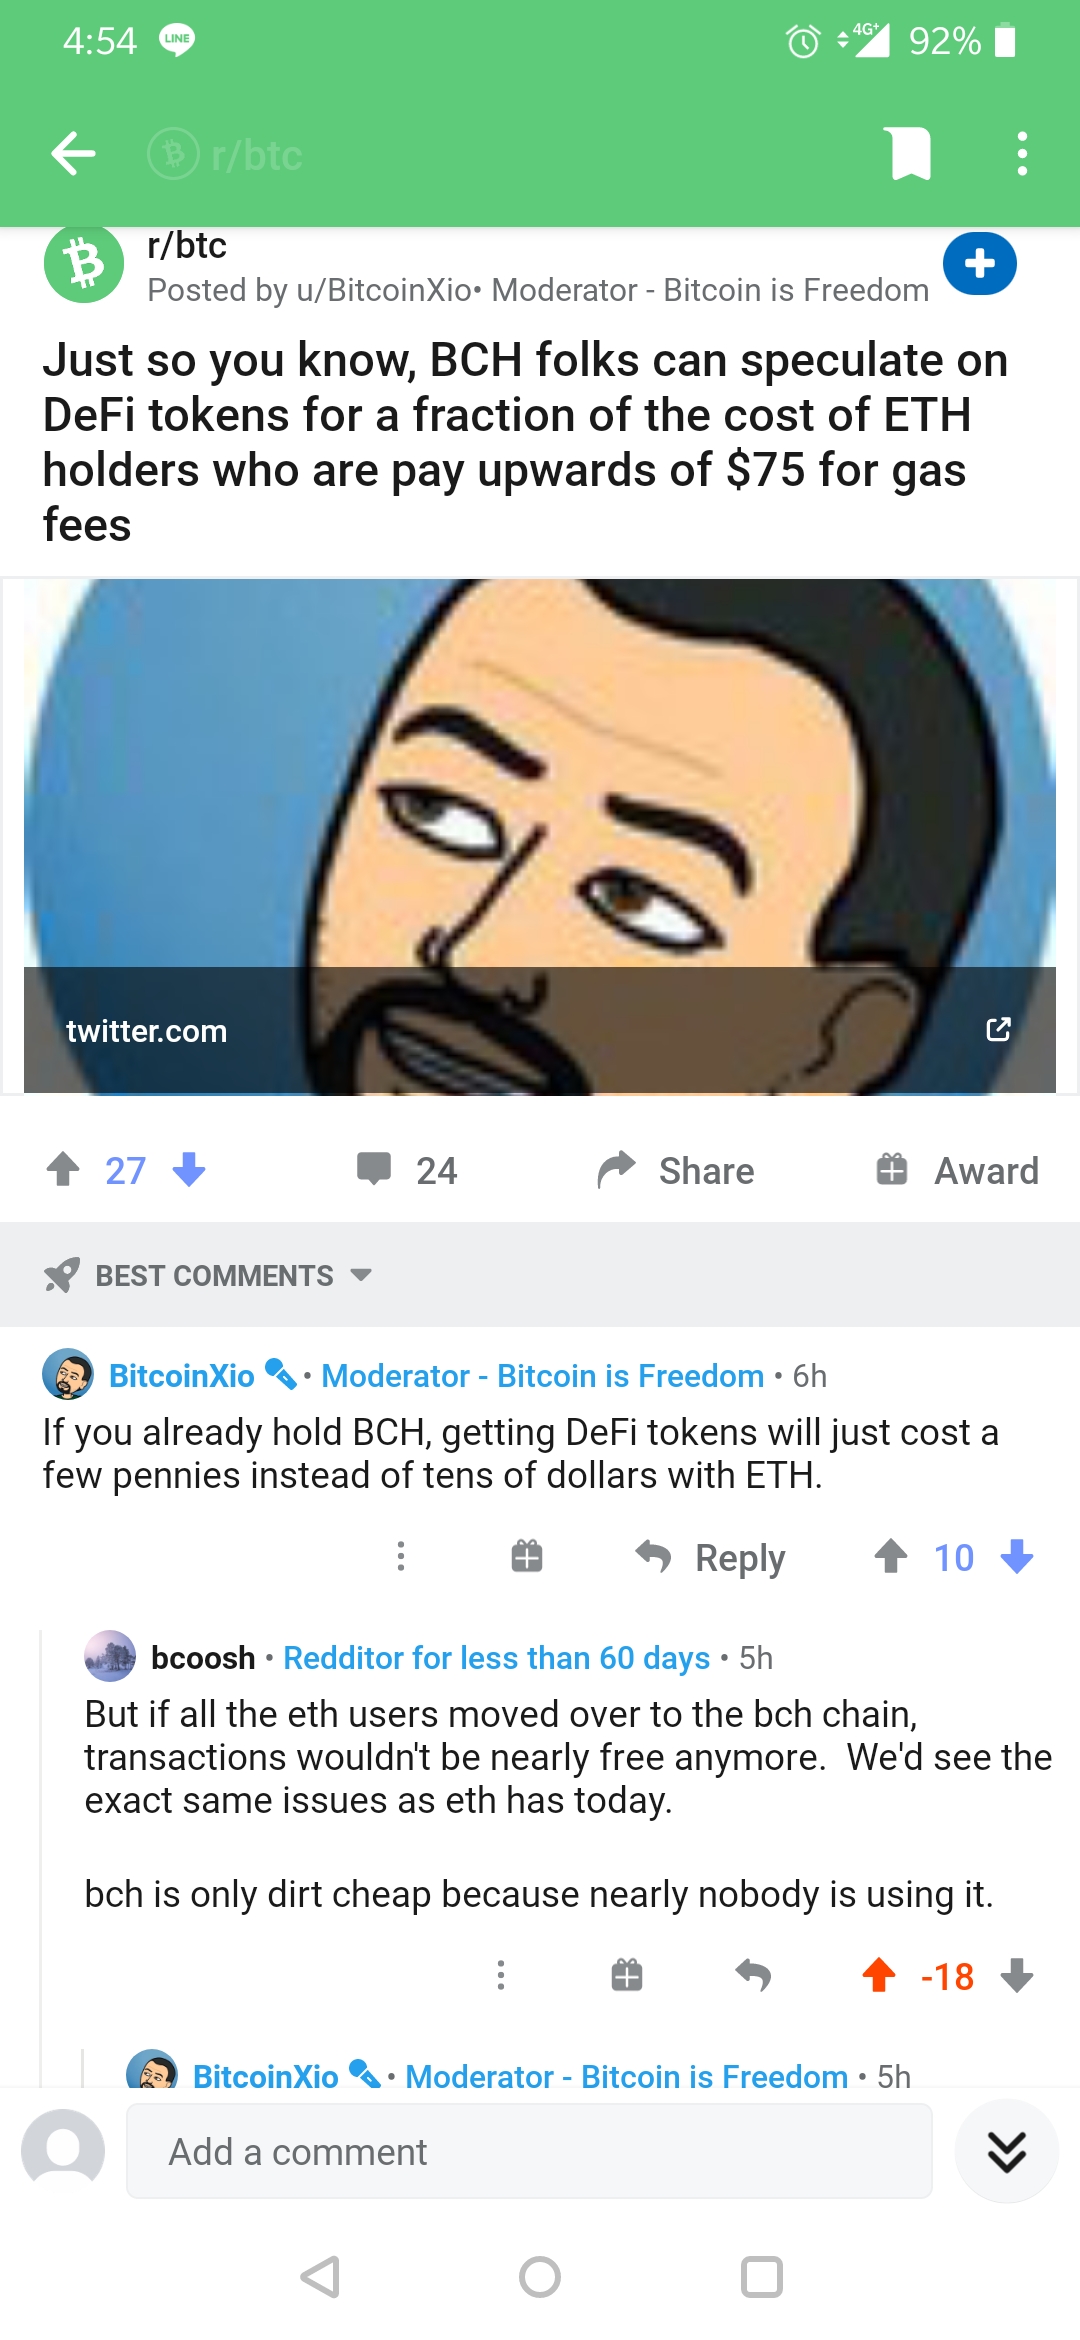 4:54 LINE 4G+ 92%
r/btc
r/btc
Posted by u/BitcoinXio• Moderator - Bitcoin is Freedom
Just so you know, BCH folks can speculate on
DeFi tokens for a fraction of the cost of ETH
holders who are pay upwards of $75 for gas
fees
twitter.com
27 24 Share Award
BEST COMMENTS
BitcoinXio • Moderator - Bitcoin is Freedom • 6h
If you already hold BCH, getting DeFi tokens will just cost a
few pennies instead of tens of dollars with ETH.
Reply 10
bcoosh • Redditor for less than 60 days • 5h
But if all the eth users moved over to the bch chain,
transactions wouldn't be nearly free anymore.  We'd see the
exact same issues as eth has today.
bch is only dirt cheap because nearly nobody is using it.
-18
BitcoinXio • Moderator - Bitcoin is Freedom • 5h
Add a comment